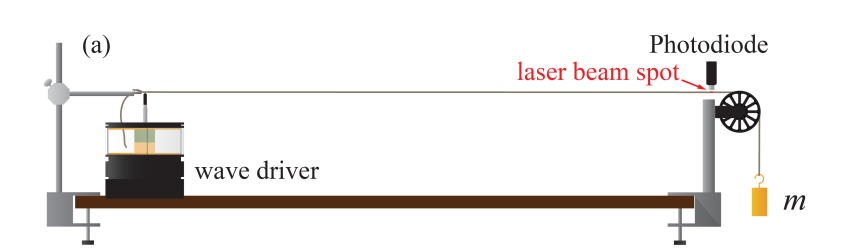 (a)
Photodiode
laser beam spot
wave driver
m